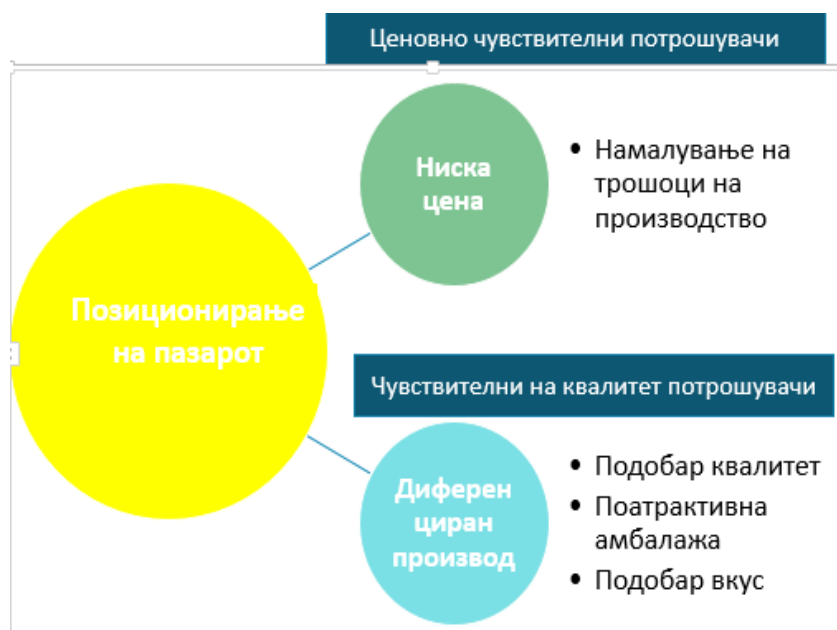 Ценовно чувствителни потрошувачи
Ниска
цена
• Намалување на
трошоци на
производство
Позиционирање
на пазарот
Чувствителни на квалитет потрошувачи
Диферен
циран
производ
• Подобар квалитет
• Поатрактивна
амбалажа
• Подобар вкус